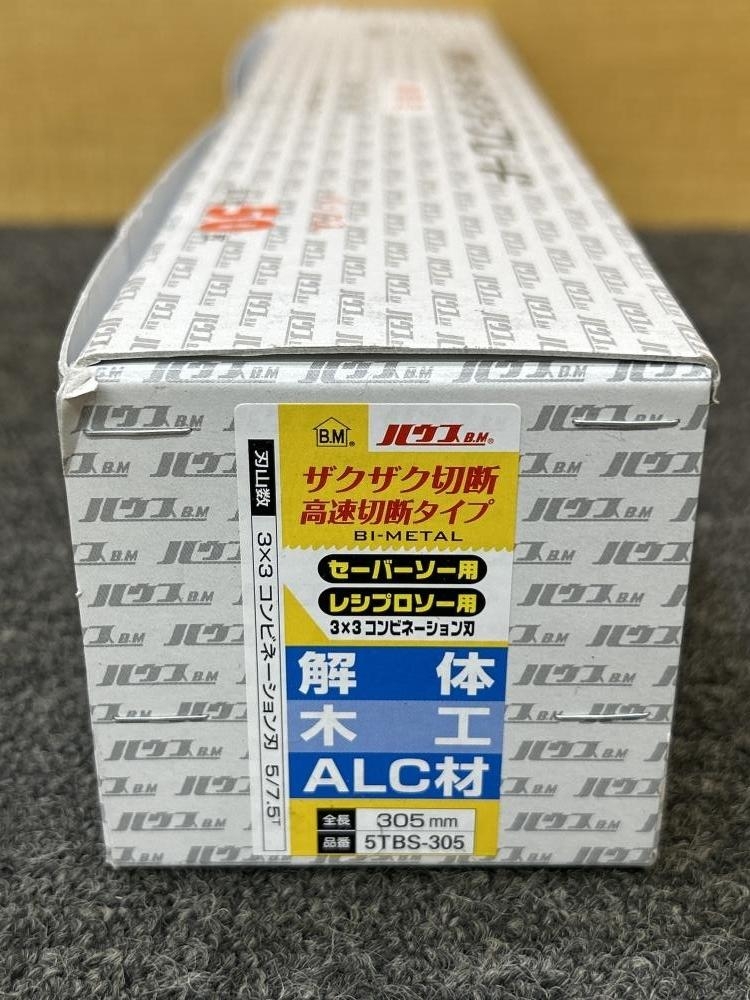 B.M®
ハウスB.M®
ザクザク切断
高速切断タイプ
BI-METAL
セーバーソー用
レシプロソー用
3×3コンビネーション刃
解体
木工
ALC材
全長 305mm
品番 5TBS-305
刃山数 3×3 コンビネーション刃 5/7.5T